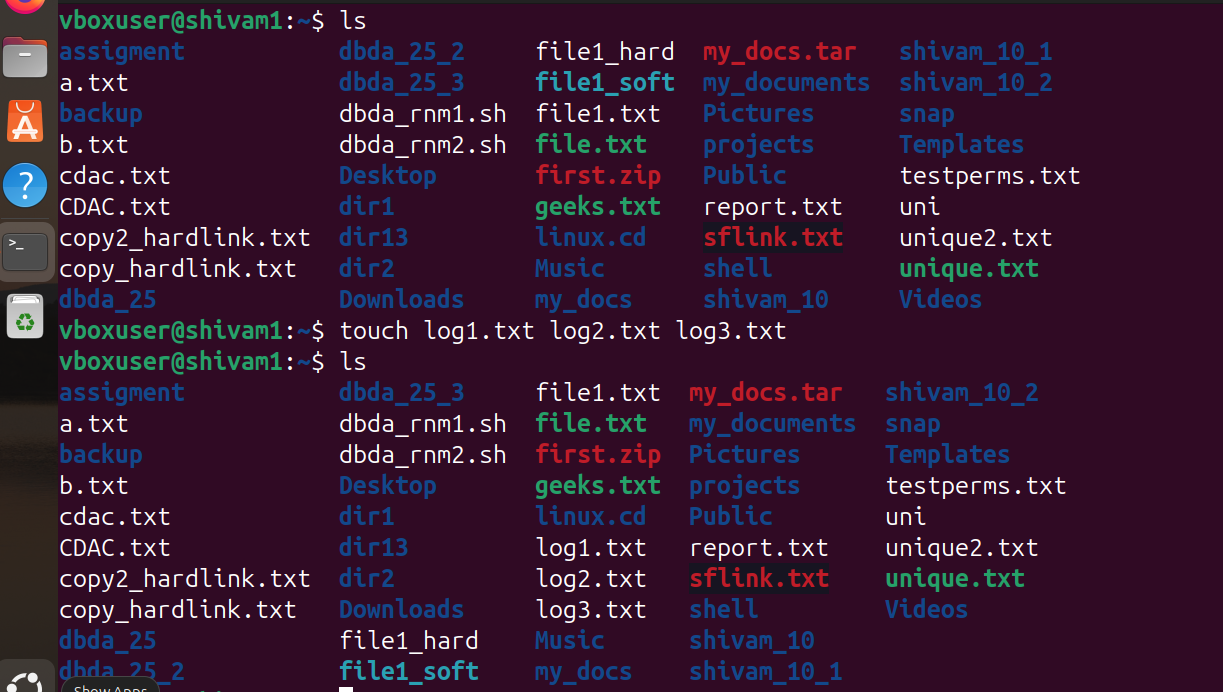 vboxuser@shivam1:~$ ls
assigment dbda_25_2 file1_hard my_docs.tar shivam_10_1
a.txt dbda_25_3 file1_soft my_documents shivam_10_2
backup dbda_rnm1.sh file1.txt Pictures snap
b.txt dbda_rnm2.sh file.txt projects Templates
cdac.txt Desktop first.zip Public testperms.txt
CDAC.txt dir1 geeks.txt report.txt uni
copy2_hardlink.txt dir13 linux.cd sflink.txt unique2.txt
copy_hardlink.txt dir2 Music shell unique.txt
dbda_25 Downloads my_docs shivam_10 Videos
vboxuser@shivam1:~$ touch log1.txt log2.txt log3.txt
vboxuser@shivam1:~$ ls
assigment dbda_25_3 file1.txt my_docs.tar shivam_10_2
a.txt dbda_rnm1.sh file.txt my_documents snap
backup dbda_rnm2.sh first.zip Pictures Templates
b.txt Desktop geeks.txt projects testperms.txt
cdac.txt dir1 linux.cd Public uni
CDAC.txt dir13 log1.txt report.txt unique2.txt
copy2_hardlink.txt dir2 log2.txt sflink.txt unique.txt
copy_hardlink.txt Downloads log3.txt shell Videos
dbda_25 file1_hard Music shivam_10
dbda_25_2 file1_soft my_docs shivam_10_1
Show Apps